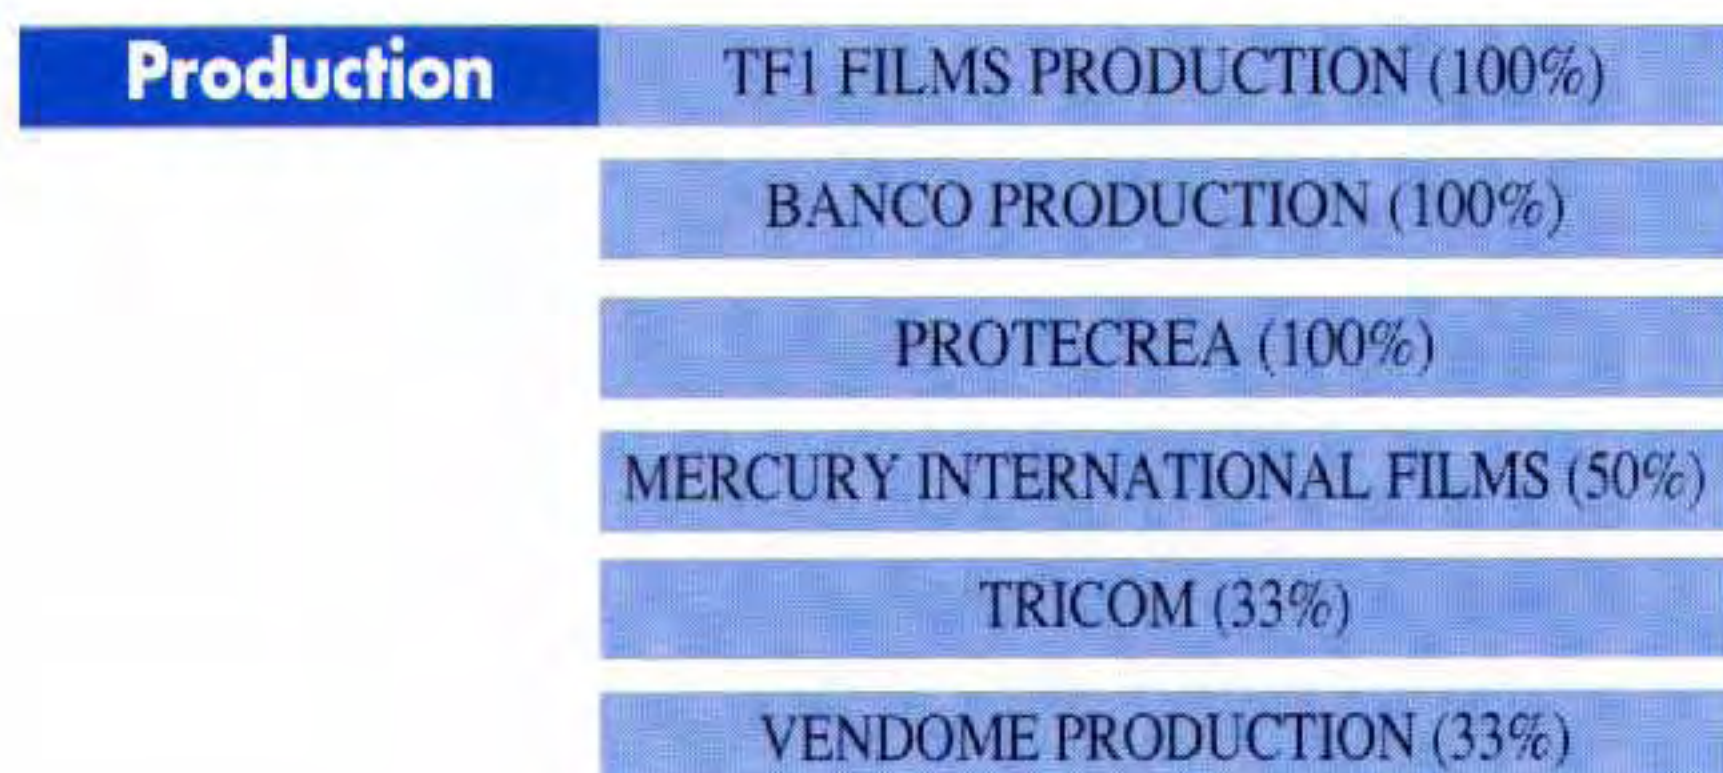 Production
TF1 FILMS PRODUCTION (100%)
BANCO PRODUCTION (100%)
PROTECREA (100%)
MERCURY INTERNATIONAL FILMS (50%)
TRICOM (33%)
VENDOME PRODUCTION (33%)